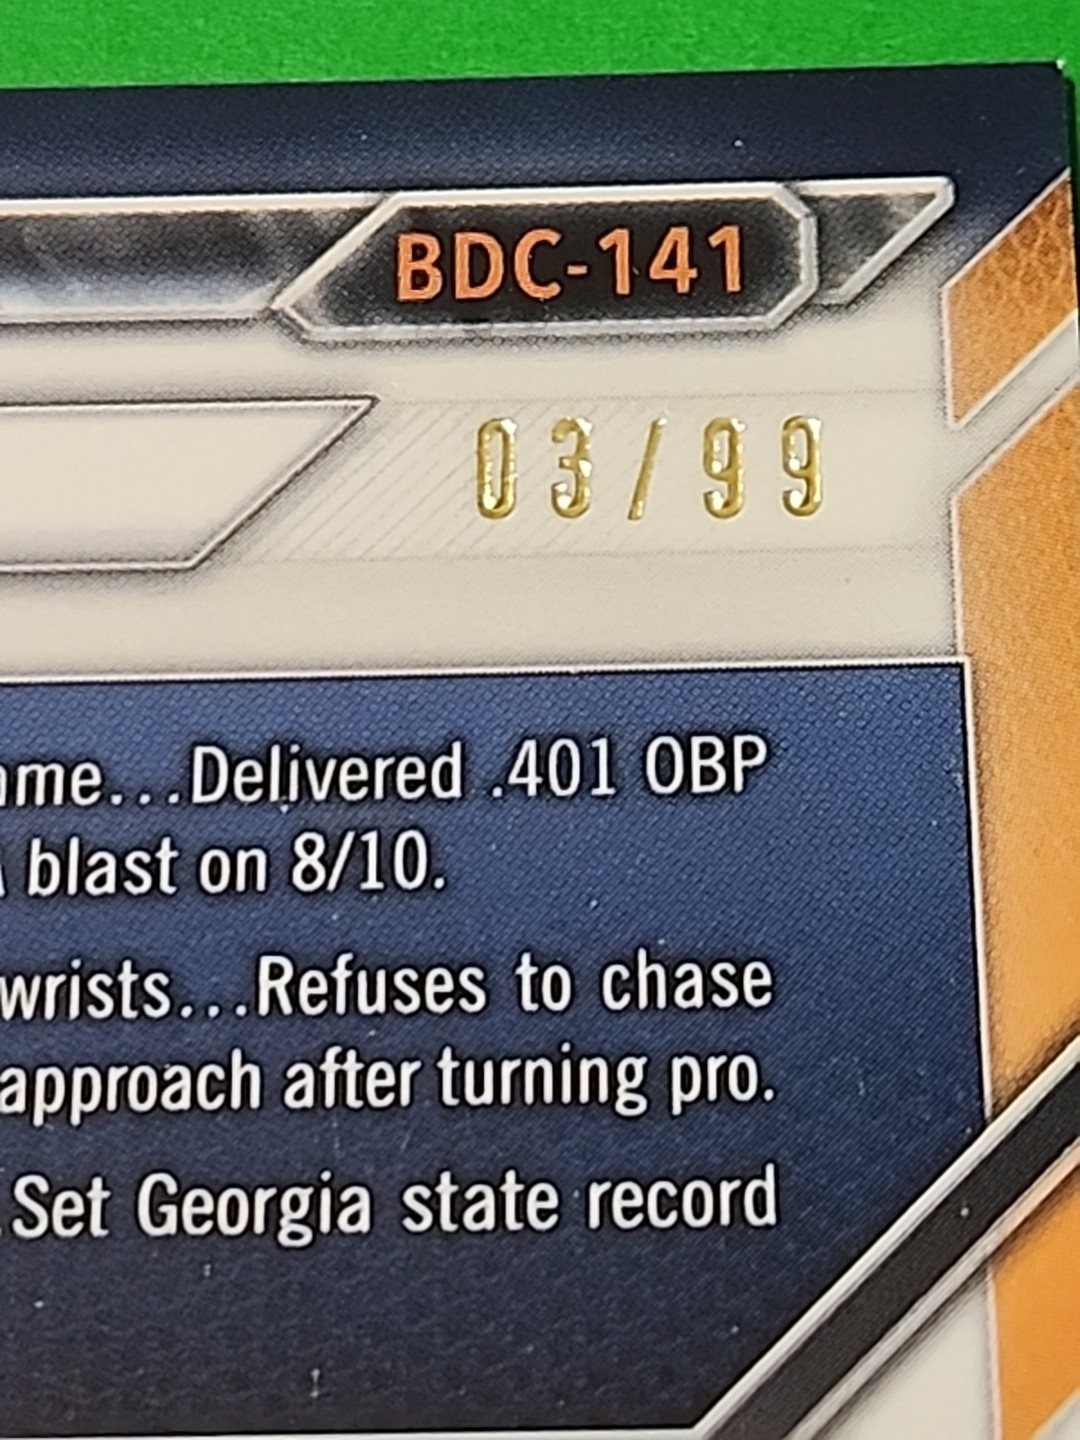 BDC-141
03/99
ame...Delivered .401 OBP
blast on 8/10.
wrists...Refuses to chase
approach after turning pro.
Set Georgia state record